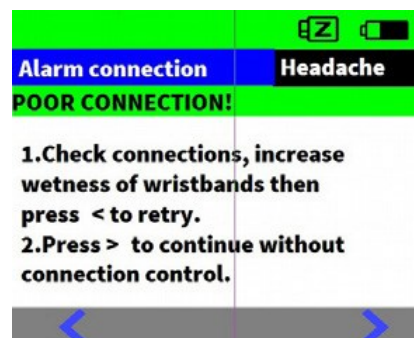 Z
Alarm connection Headache
POOR CONNECTION!
1.Check connections, increase
wetness of wristbands then
press < to retry.
2.Press > to continue without
connection control.
< >